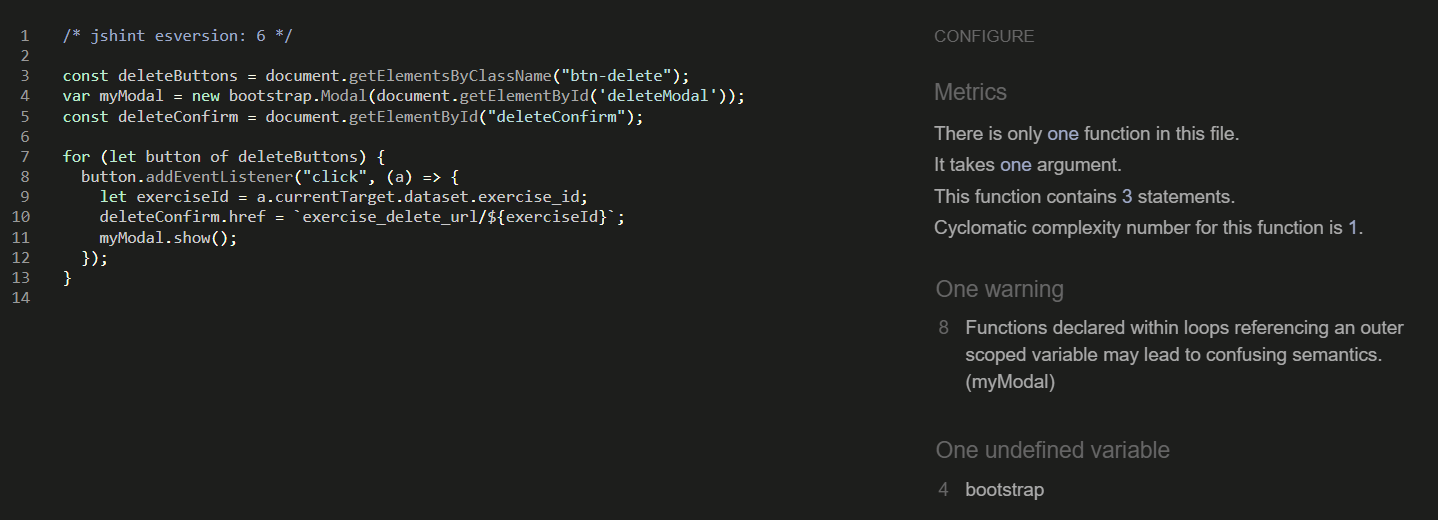 1 /* jshint esversion: 6 */
2
3 const deleteButtons = document.getElementsByClassName("btn-delete");
4 var myModal = new bootstrap.Modal(document.getElementById('deleteModal'));
5 const deleteConfirm = document.getElementById("deleteConfirm");
6
7 for (let button of deleteButtons) {
8   button.addEventListener("click", (a) => {
9     let exerciseId = a.currentTarget.dataset.exercise_id;
10     deleteConfirm.href = `exercise_delete_url/${exerciseId}`;
11     myModal.show();
12   });
13 }
14
CONFIGURE
Metrics
There is only one function in this file.
It takes one argument.
This function contains 3 statements.
Cyclomatic complexity number for this function is 1.
One warning
8 Functions declared within loops referencing an outer
scoped variable may lead to confusing semantics.
(myModal)
One undefined variable
4 bootstrap